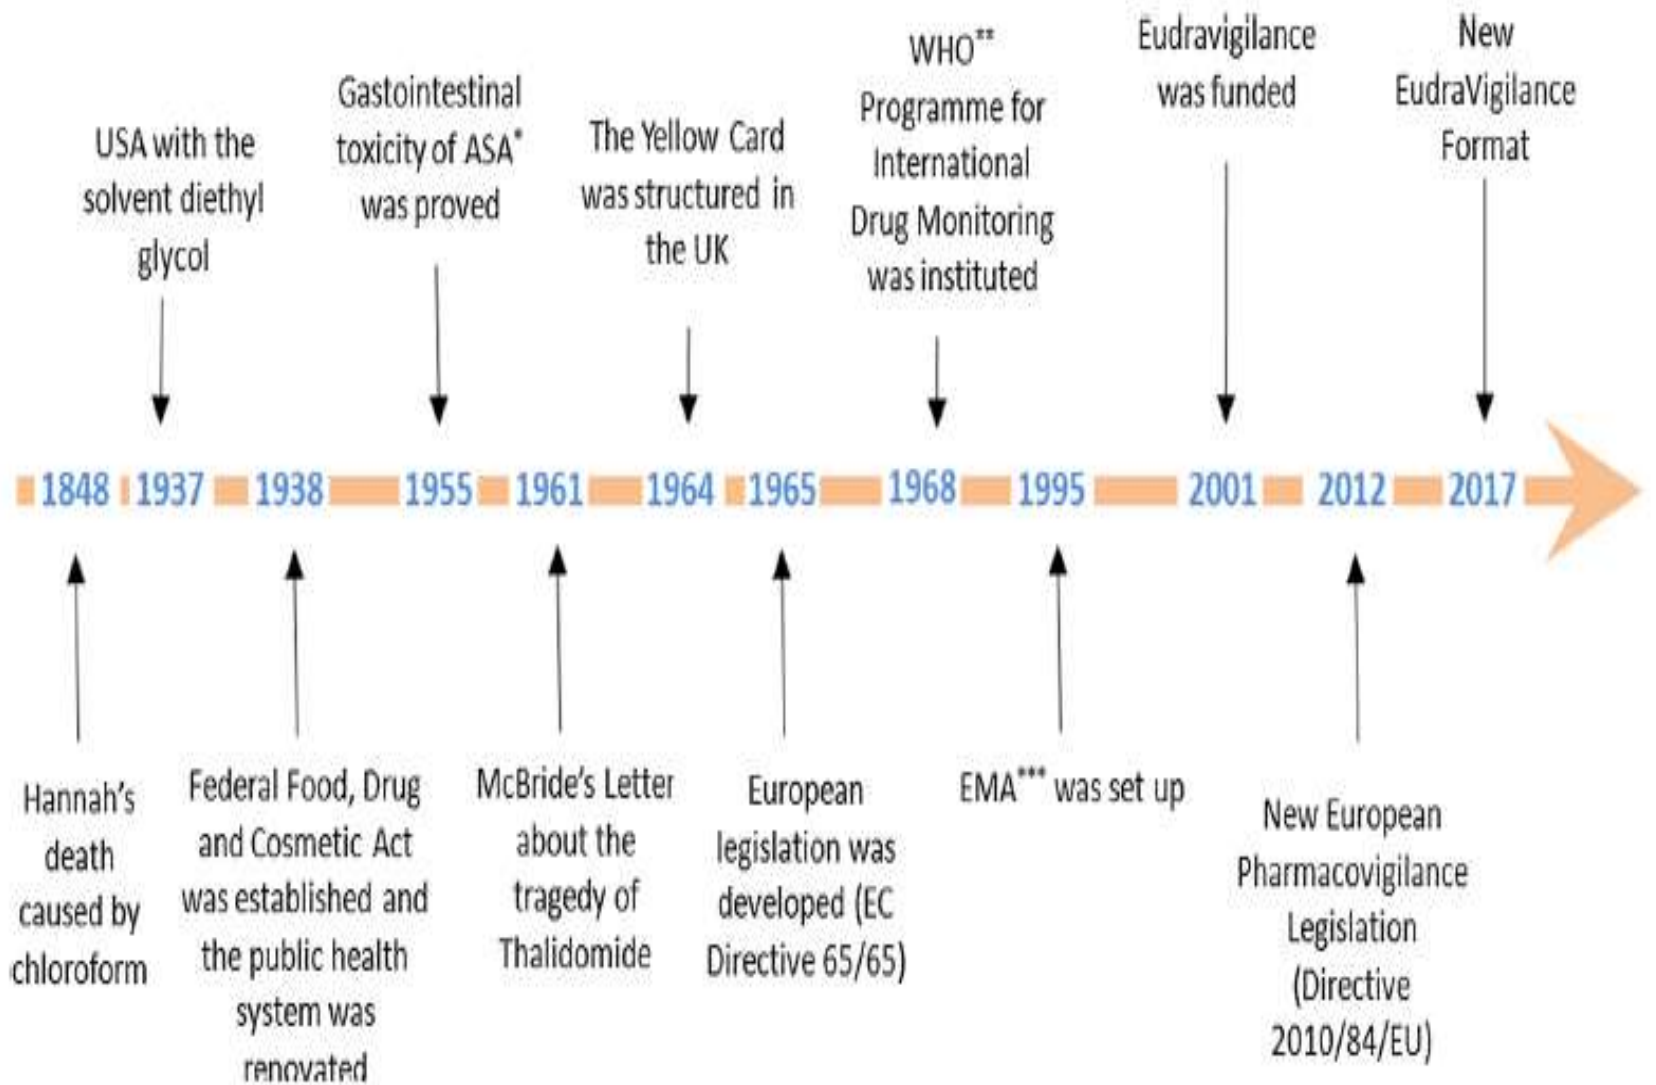 USA with the
solvent diethyl
glycol
Gastointestinal
toxicity of ASA*
was proved
The Yellow Card
was structured in
the UK
WHO**
Programme for
International
Drug Monitoring
was instituted
Eudravigilance
was funded
New
EudraVigilance
Format
1848 1937 1938 1955 1961 1964 1965 1968 1995 2001 2012 2017
Hannah's
death
caused by
chloroform
Federal Food, Drug
and Cosmetic Act
was established and
the public health
system was
renovated
McBride's Letter
about the
tragedy of
Thalidomide
European
legislation was
developed (EC
Directive 65/65)
EMA*** was set up
New European
Pharmacovigilance
Legislation
(Directive
2010/84/EU)